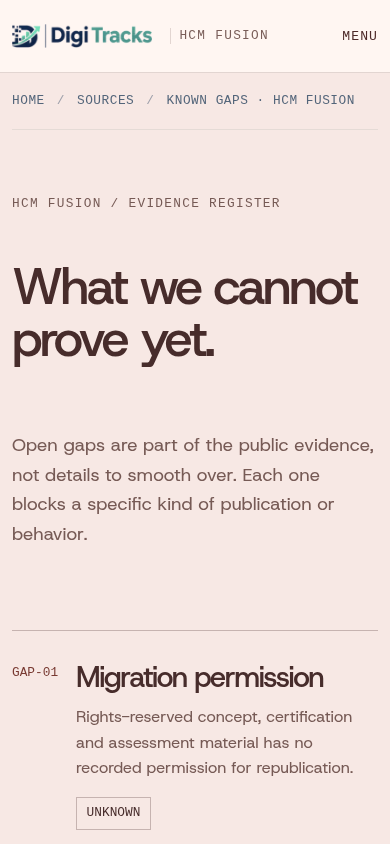 DigiTracks HCM FUSION MENU
HOME / SOURCES / KNOWN GAPS · HCM FUSION
HCM FUSION / EVIDENCE REGISTER
What we cannot
prove yet.
Open gaps are part of the public evidence,
not details to smooth over. Each one
blocks a specific kind of publication or
behavior.
GAP-01 Migration permission
Rights-reserved concept, certification
and assessment material has no
recorded permission for republication.
UNKNOWN